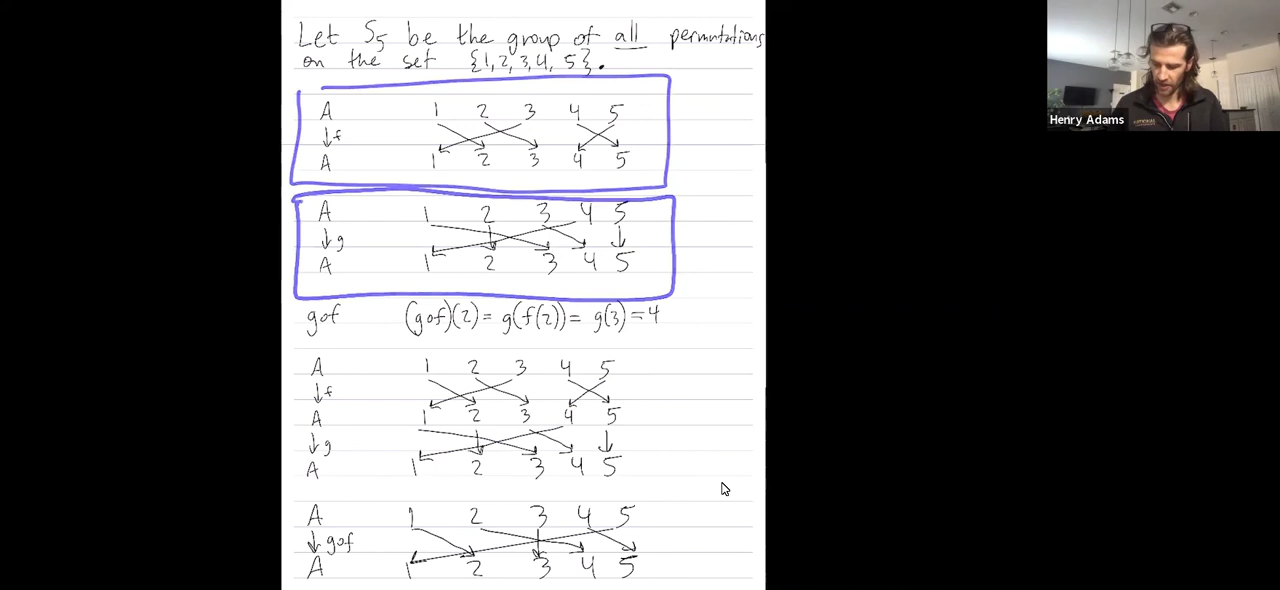 Let S5 be the group of all permutations
on the set {1, 2, 3, 4, 5}.
A 1 2 3 4 5
↓f
A 1 2 3 4 5
A 1 2 3 4 5
↓g
A 1 2 3 4 5
gof (gof)(2) = g(f(2)) = g(3) = 4
A 1 2 3 4 5
↓f
A 1 2 3 4 5
↓g
A 1 2 3 4 5
A 1 2 3 4 5
↓gof
A 1 2 3 4 5
Henry Adams